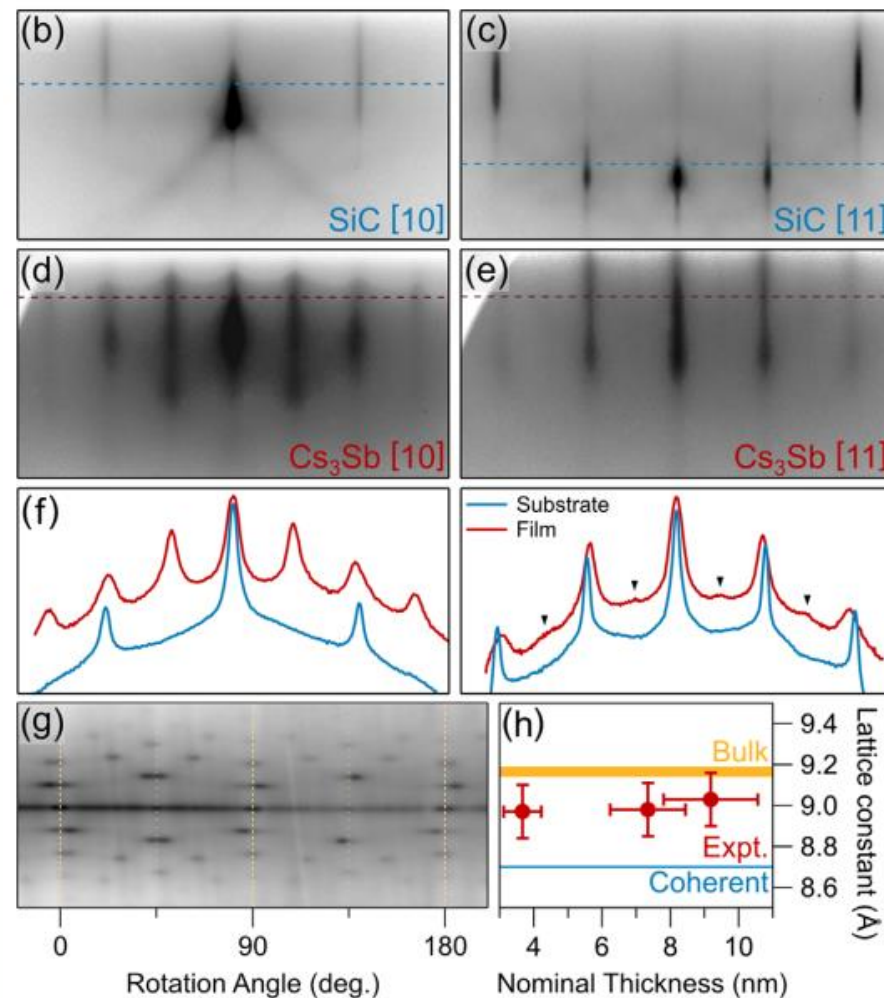 (b)
SiC [10]
(c)
SiC [11]
(d)
Cs₃Sb [10]
(e)
Cs₃Sb [11]
(f)
Substrate
Film
(g)
0
90
180
Rotation Angle (deg.)
(h)
Bulk
Expt.
Coherent
9.4
9.2
9.0
8.8
8.6
Lattice constant (Å)
4
6
8
10
Nominal Thickness (nm)